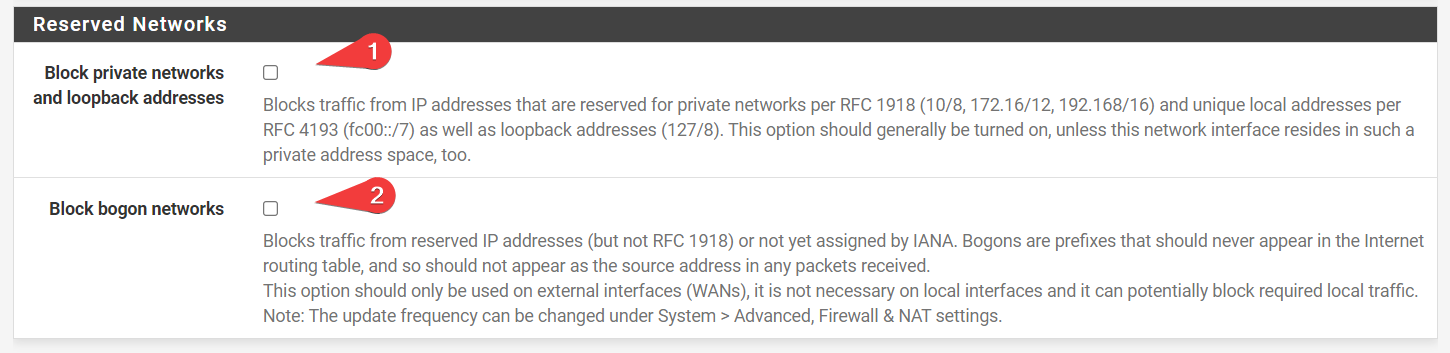 Reserved Networks
1
Block private networks
and loopback addresses
Blocks traffic from IP addresses that are reserved for private networks per RFC 1918 (10/8, 172.16/12, 192.168/16) and unique local addresses per
RFC 4193 (fc00::/7) as well as loopback addresses (127/8). This option should generally be turned on, unless this network interface resides in such a
private address space, too.
2
Block bogon networks
Blocks traffic from reserved IP addresses (but not RFC 1918) or not yet assigned by IANA. Bogons are prefixes that should never appear in the Internet
routing table, and so should not appear as the source address in any packets received.
This option should only be used on external interfaces (WANs), it is not necessary on local interfaces and it can potentially block required local traffic.
Note: The update frequency can be changed under System > Advanced, Firewall & NAT settings.